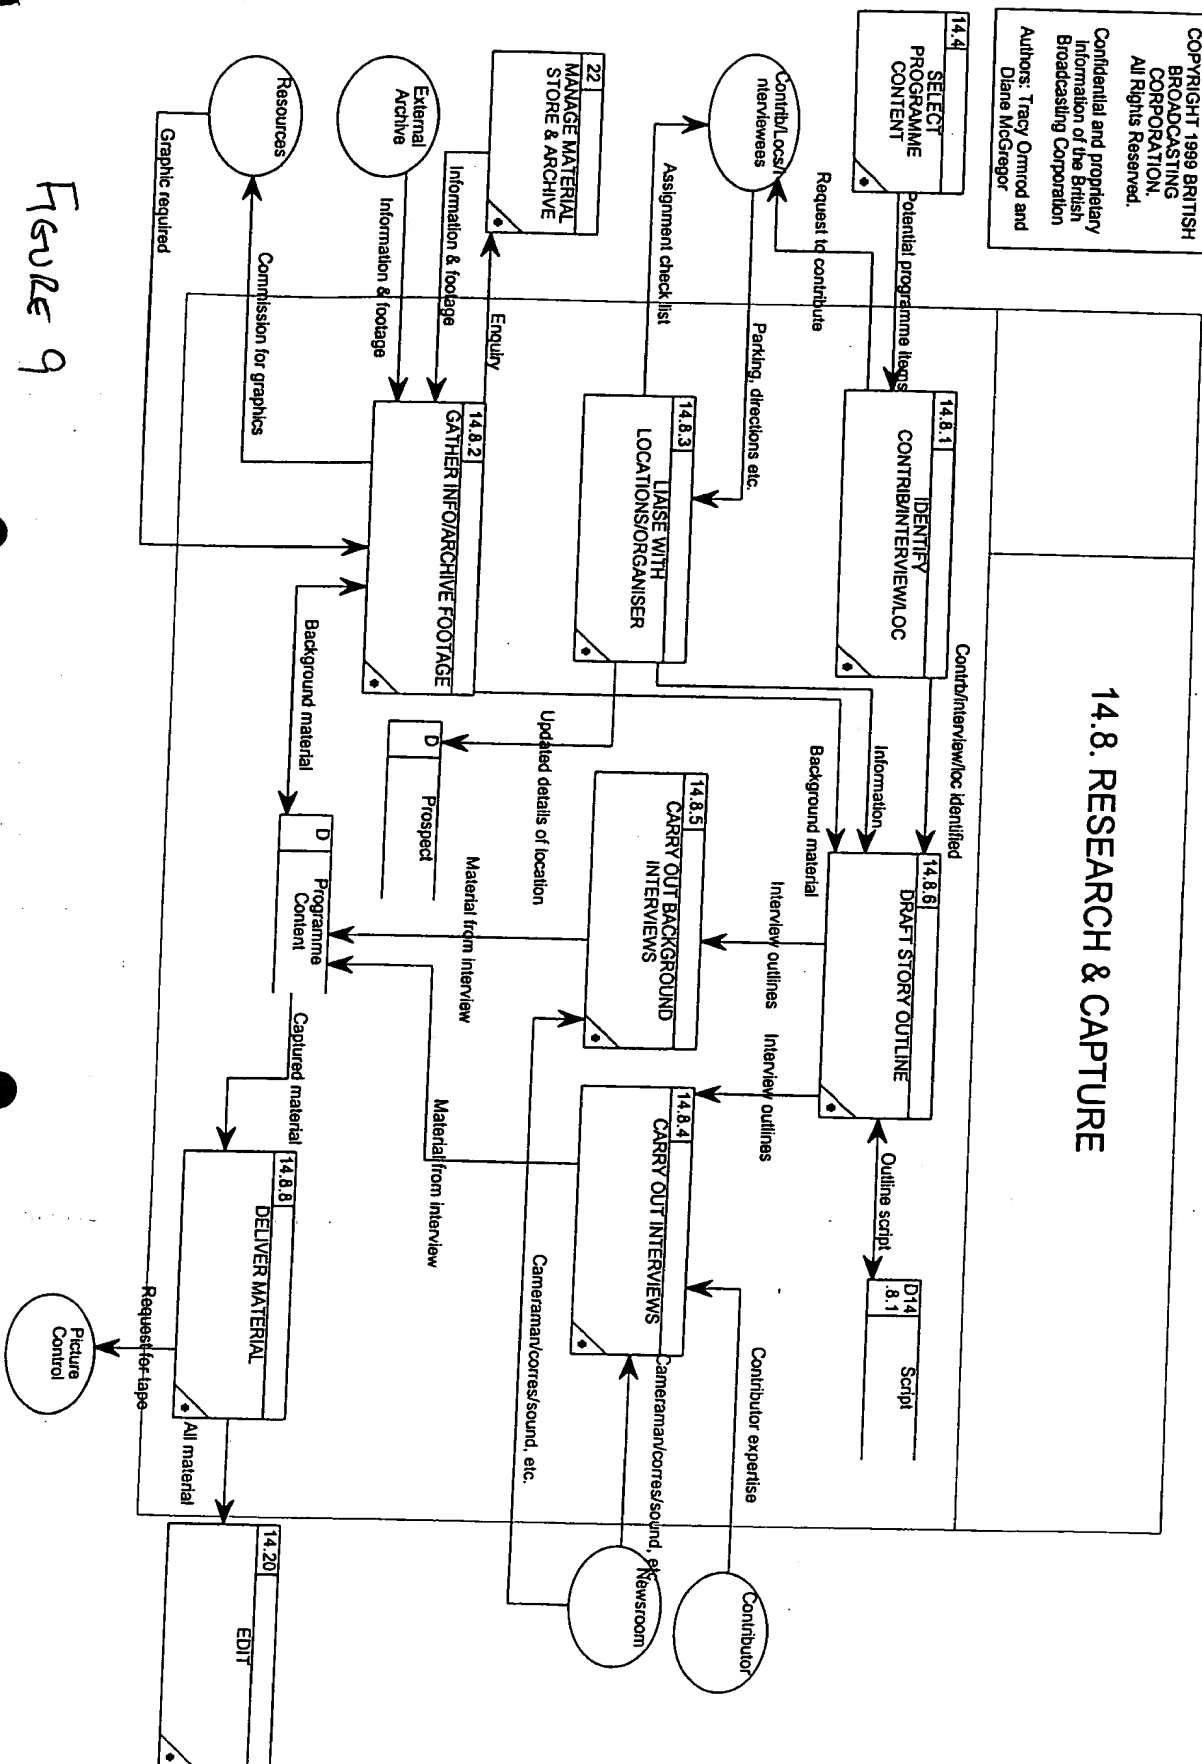 COPYRIGHT 1999 BRITISH
BROADCASTING
CORPORATION.
All Rights Reserved.
Confidential and proprietary
information of the British
Broadcasting Corporation
Authors: Tracy Ormrod and
Diane McGregor
14.8. RESEARCH & CAPTURE
14.4
SELECT
PROGRAMME
CONTENT
Potential programme items
Request to contribute
Contrib/Locs/I
nterviewees
Parking, directions etc.
Assignment check list
22
MANAGE MATERIAL
STORE & ARCHIVE
Enquiry
Information & footage
External
Archive
Information & footage
Resources
Commission for graphics
Graphic required
14.8.1
IDENTIFY
CONTRIB/INTERVIEW/LOC
Contrb/interview/loc identified
14.8.3
LIAISE WITH
LOCATIONS/ORGANISER
Information
Background material
Updated details of location
14.8.2
GATHER INFO/ARCHIVE FOOTAGE
Background material
D
Prospect
D
Programme
Content
14.8.6
DRAFT STORY OUTLINE
Outline script
D14
.8.1
Script
Interview outlines
Interview outlines
14.8.5
CARRY OUT BACKGROUND
INTERVIEWS
Material from interview
14.8.4
CARRY OUT INTERVIEWS
Material from interview
Contributor expertise
Cameraman/corres/sound, etc
Cameraman/corres/sound, etc.
Contributor
Newsroom
Captured material
14.8.8
DELIVER MATERIAL
All material
Request for tape
Picture
Control
14.20
EDIT
FIGURE 9